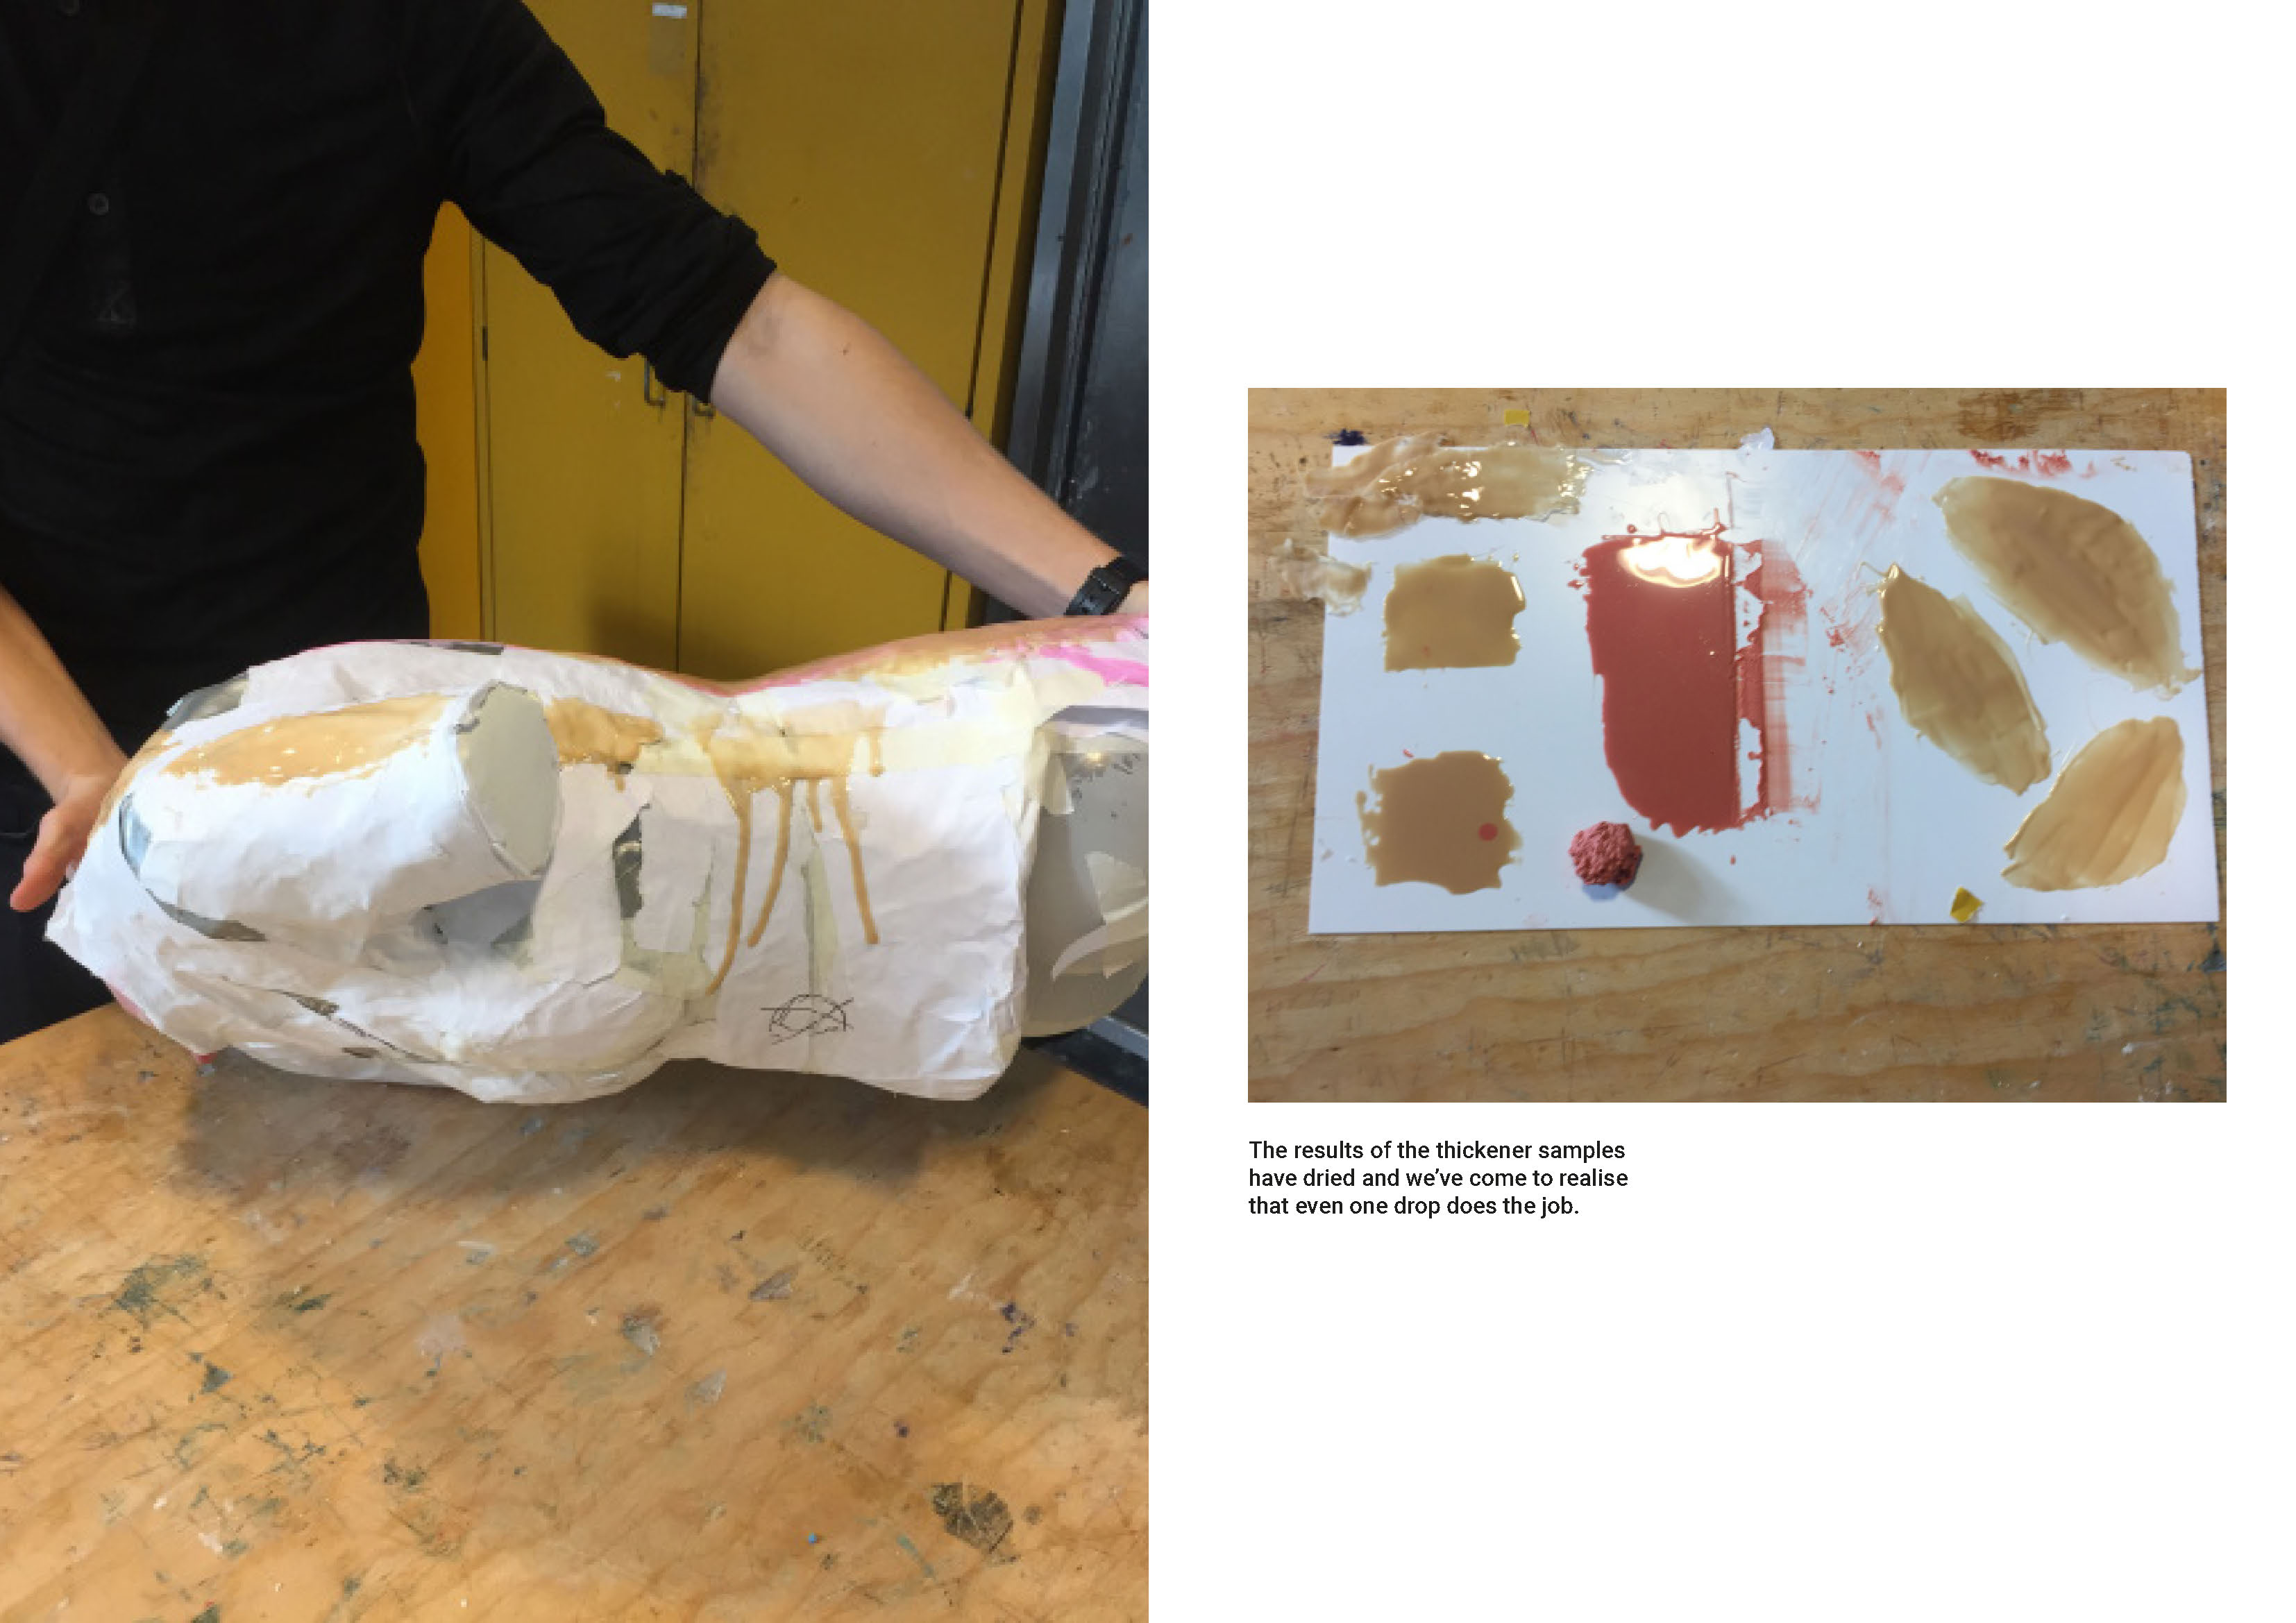 The results of the thickener samples
have dried and we’ve come to realise
that even one drop does the job.